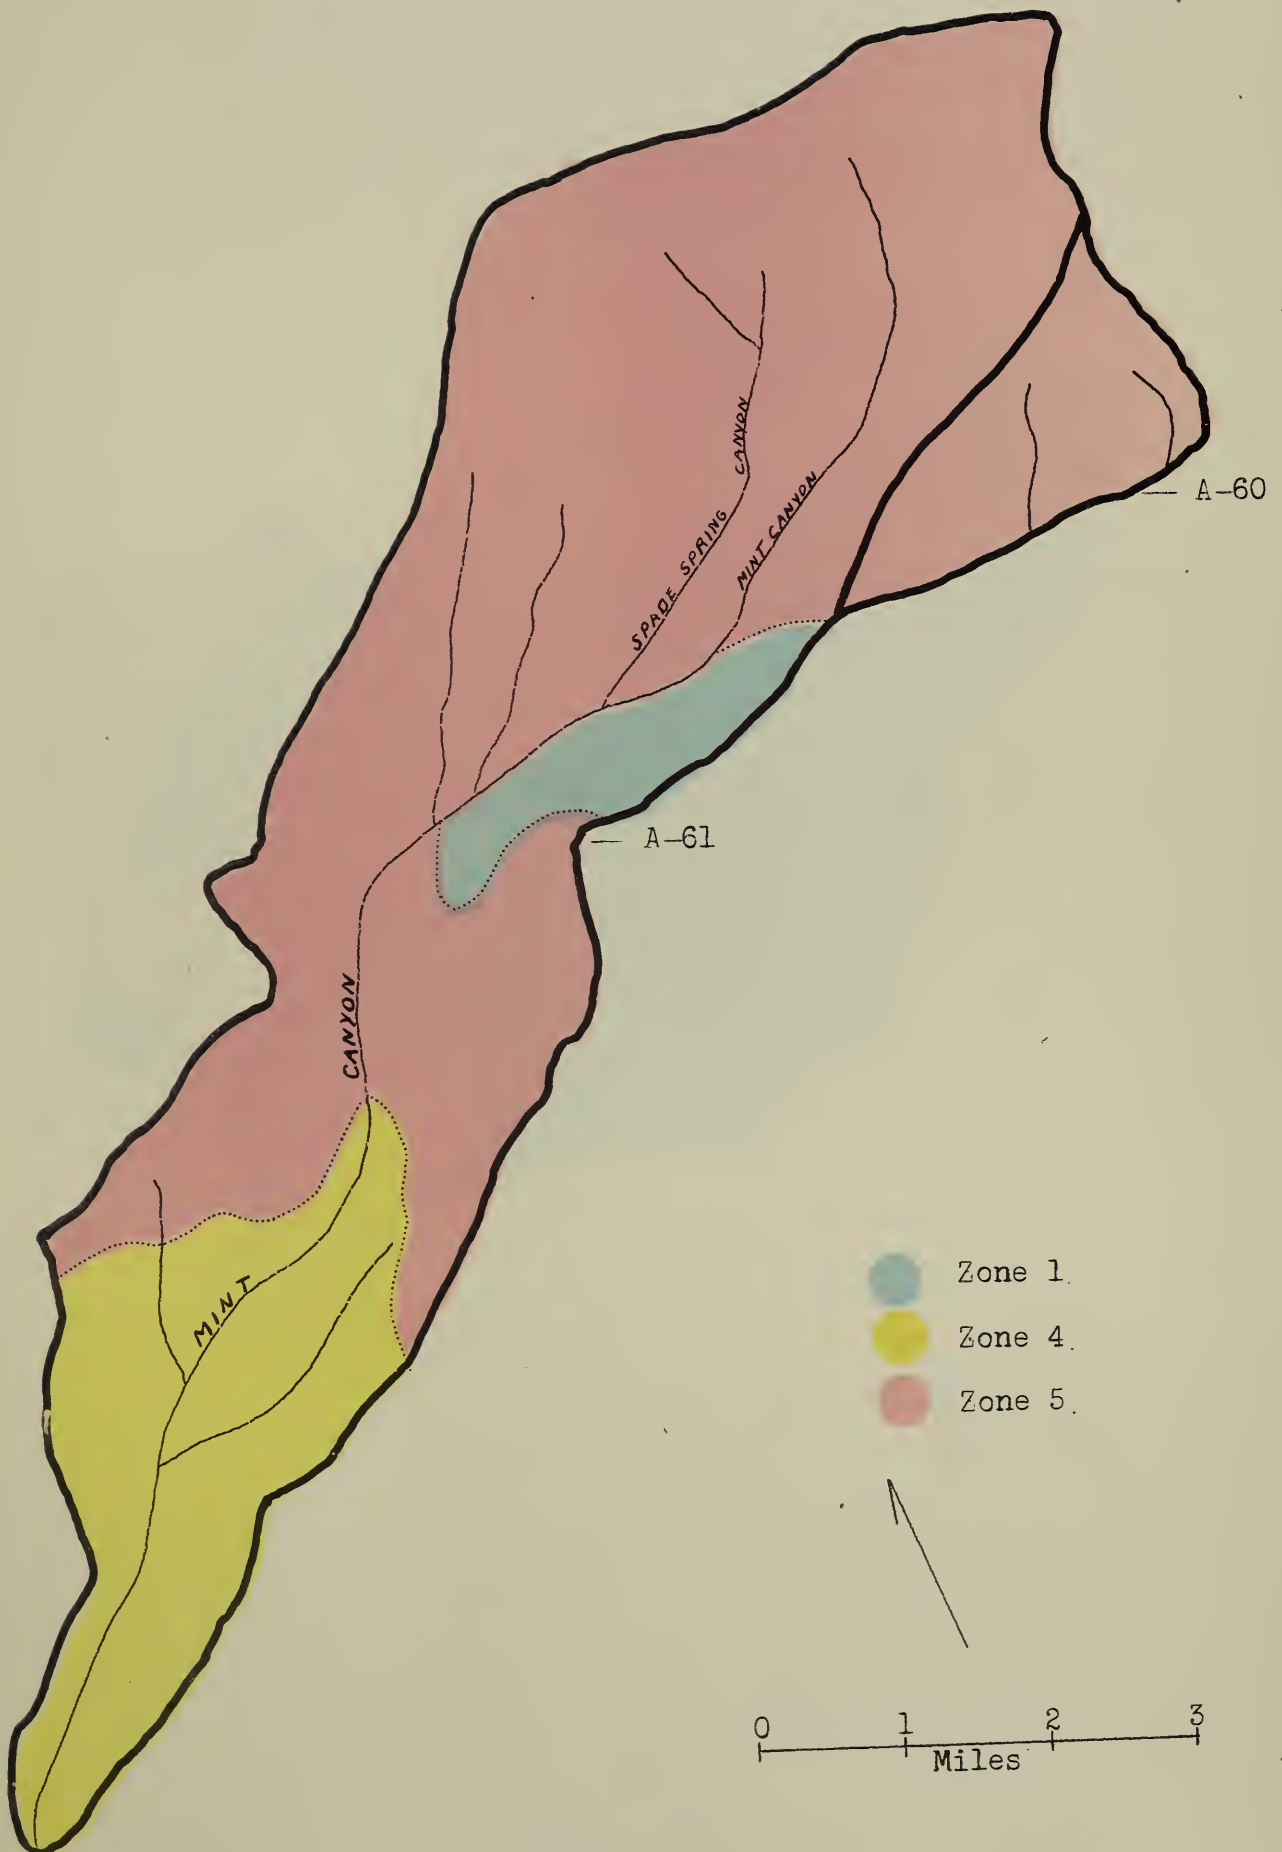 CANYON
SPADE SPRING
MINT CANYON
A-60
A-61
CANYON
MINT
Zone 1.
Zone 4.
Zone 5.
0 1 2 3
Miles